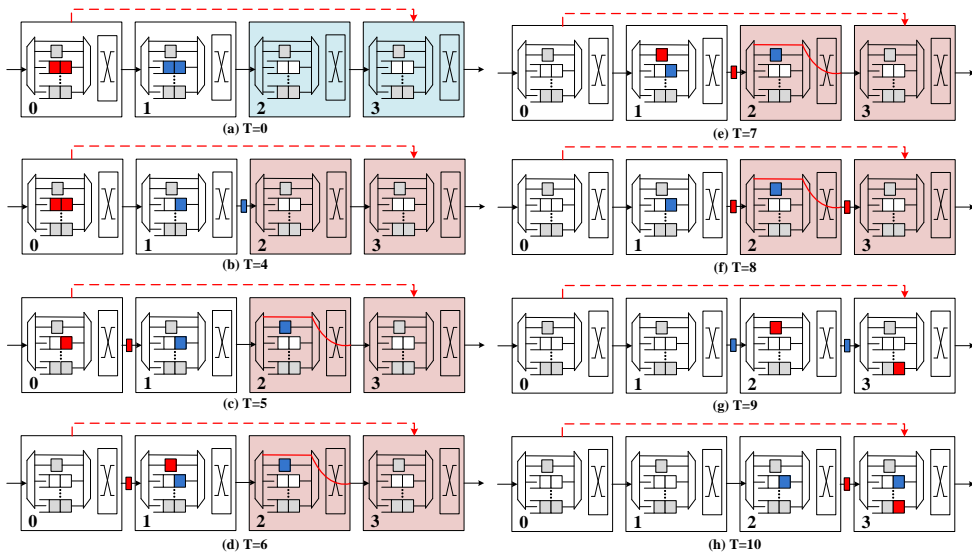 0 1 2 3
(a) T=0
0 1 2 3
(b) T=4
0 1 2 3
(c) T=5
0 1 2 3
(d) T=6
0 1 2 3
(e) T=7
0 1 2 3
(f) T=8
0 1 2 3
(g) T=9
0 1 2 3
(h) T=10